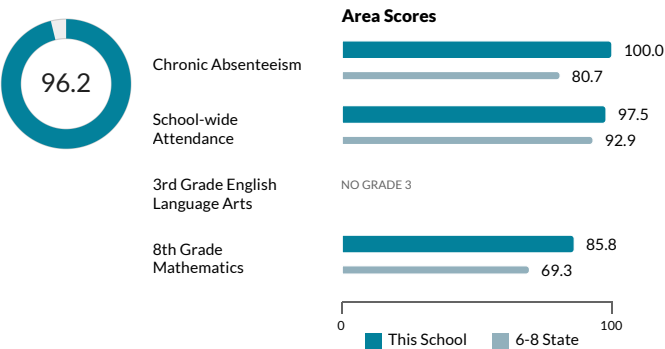 Area Scores
96.2
Chronic Absenteeism
100.0
80.7
School-wide
Attendance
97.5
92.9
3rd Grade English
Language Arts
NO GRADE 3
8th Grade
Mathematics
85.8
69.3
0
100
This School
6-8 State